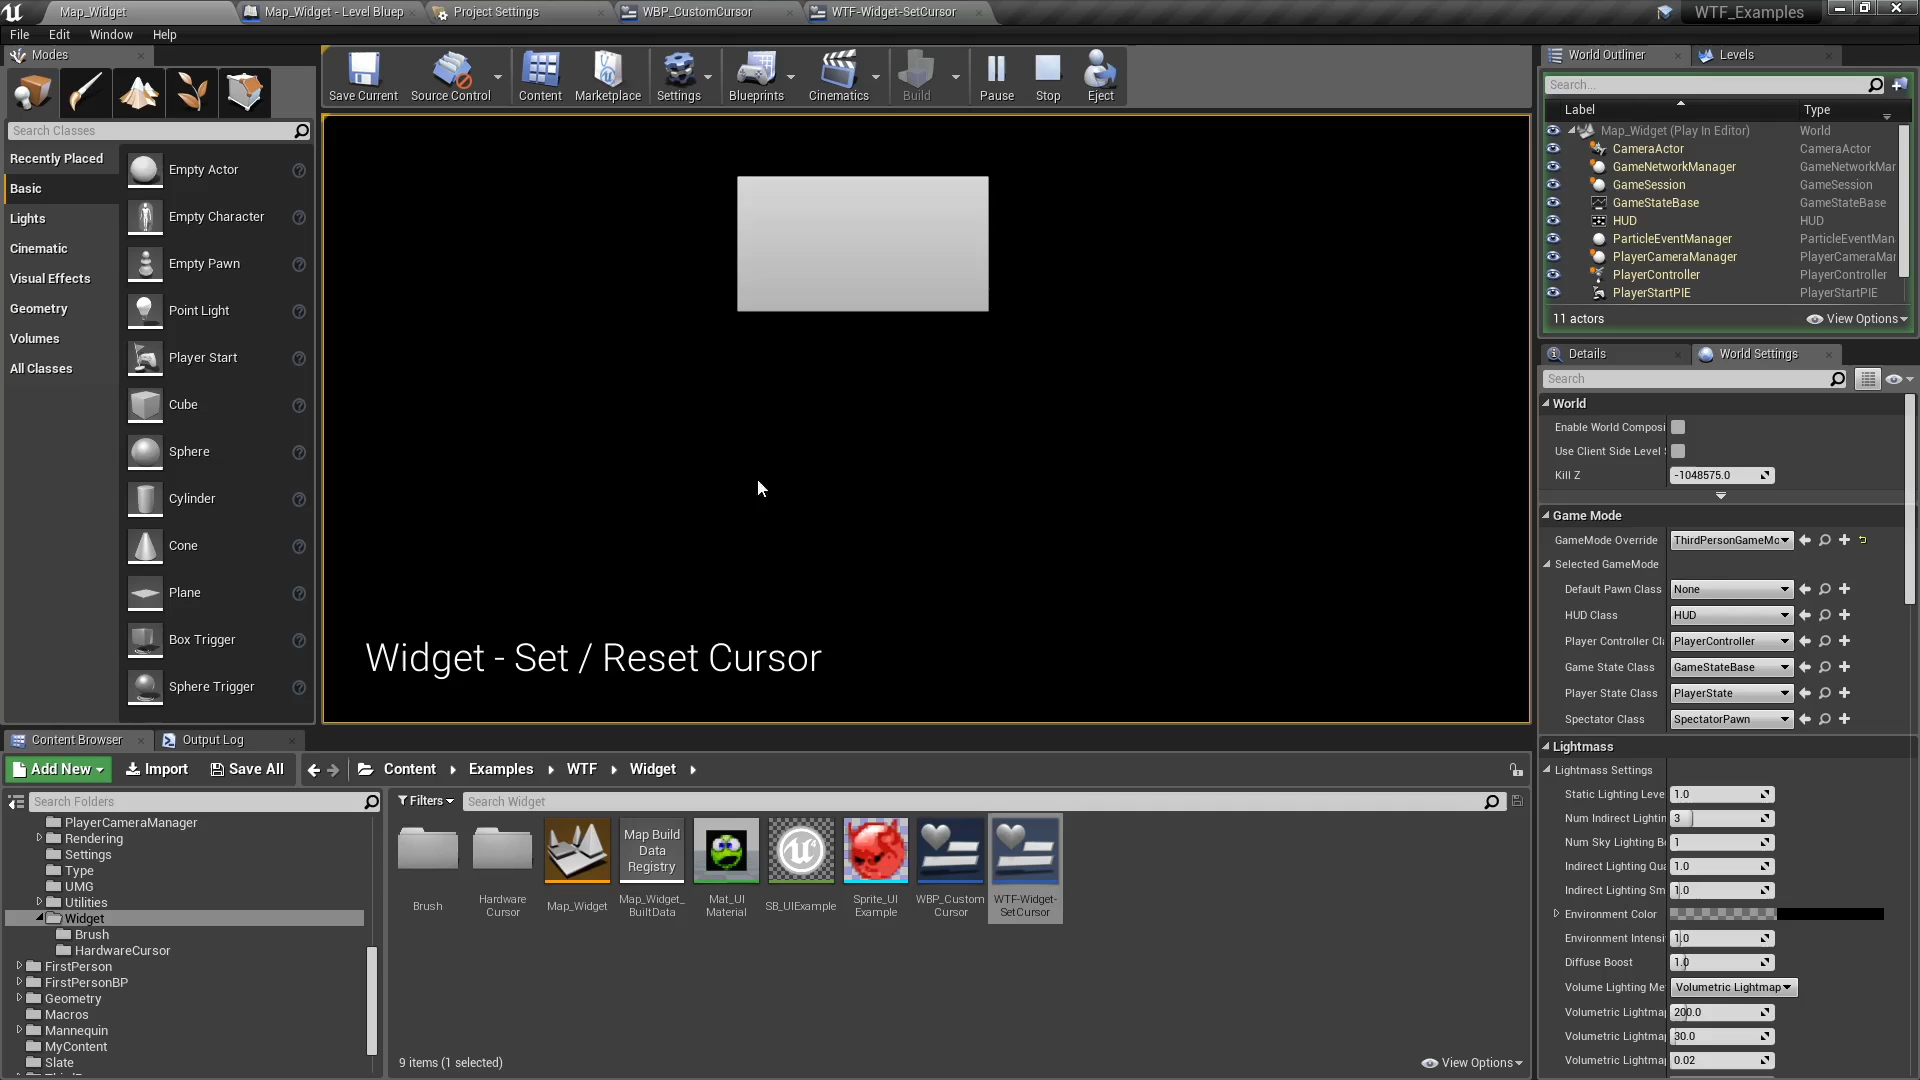 Map_Widget
Map_Widget - Level Bluep
Project Settings
WBP_CustomCursor
WTF-Widget-SetCursor
WTF_Examples
File
Edit
Window
Help
Modes
Save Current
Source Control
Content
Marketplace
Settings
Blueprints
Cinematics
Build
Pause
Stop
Eject
Search Classes
Recently Placed
Basic
Lights
Cinematic
Visual Effects
Geometry
Volumes
All Classes
Empty Actor
Empty Character
Empty Pawn
Point Light
Player Start
Cube
Sphere
Cylinder
Cone
Plane
Box Trigger
Sphere Trigger
Widget - Set / Reset Cursor
World Outliner
Levels
Search...
Label
Type
Map_Widget (Play In Editor)
World
CameraActor
CameraActor
GameNetworkManager
GameNetworkMar
GameSession
GameSession
GameStateBase
GameStateBase
HUD
HUD
ParticleEventManager
ParticleEventMan
PlayerCameraManager
PlayerCameraMar
PlayerController
PlayerController
PlayerStartPIE
PlayerStartPIE
11 actors
View Options
Details
World Settings
Search
World
Enable World Composi
Use Client Side Level
Kill Z
-1048575.0
Game Mode
GameMode Override
ThirdPersonGameMo
Selected GameMode
Default Pawn Class
None
HUD Class
HUD
Player Controller Cl
PlayerController
Game State Class
GameStateBase
Player State Class
PlayerState
Spectator Class
SpectatorPawn
Lightmass
Lightmass Settings
Static Lighting Leve
1.0
Num Indirect Lightin
3
Num Sky Lighting B
1
Indirect Lighting Qua
1.0
Indirect Lighting Sm
1.0
Environment Color
Environment Intensi
1.0
Diffuse Boost
1.0
Volume Lighting Me
Volumetric Lightmap
Volumetric Lightmap
200.0
Volumetric Lightmap
30.0
Volumetric Lightmap
0.02
Content Browser
Output Log
Add New
Import
Save All
Content
Examples
WTF
Widget
Search Folders
Filters
Search Widget
PlayerCameraManager
Rendering
Settings
Type
UMG
Utilities
Widget
Brush
HardwareCursor
FirstPerson
FirstPersonBP
Geometry
Macros
Mannequin
MyContent
Slate
Map Build
Data
Registry
Brush
Hardware
Cursor
Map_Widget
Map_Widget_
BuiltData
Mat_UI
Material
SB_UIExample
Sprite_UI
Example
WBP_Custom
Cursor
WTF-Widget-
SetCursor
9 items (1 selected)
View Options